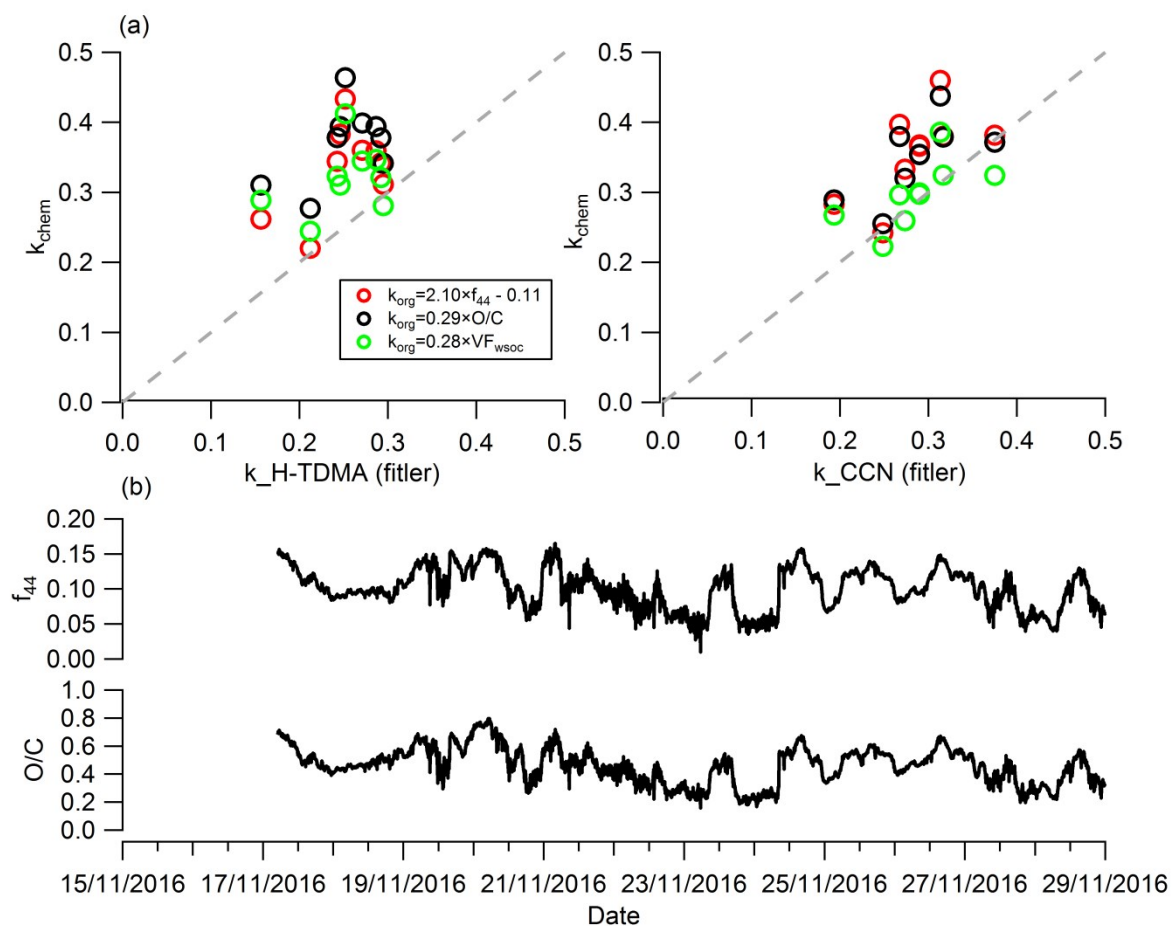 (a)
0.5
0.4
0.3
0.2
0.1
0.0
k_chem
0.0 0.1 0.2 0.3 0.4 0.5
k_H-TDMA (fitler)
k_org=2.10×f_44 - 0.11
k_org=0.29×O/C
k_org=0.28×VF_wsoc
0.5
0.4
0.3
0.2
0.1
0.0
k_chem
0.0 0.1 0.2 0.3 0.4 0.5
k_CCN (fitler)
(b)
0.20
0.15
0.10
0.05
0.00
f_44
1.0
0.8
0.6
0.4
0.2
0.0
O/C
15/11/2016 17/11/2016 19/11/2016 21/11/2016 23/11/2016 25/11/2016 27/11/2016 29/11/2016
Date